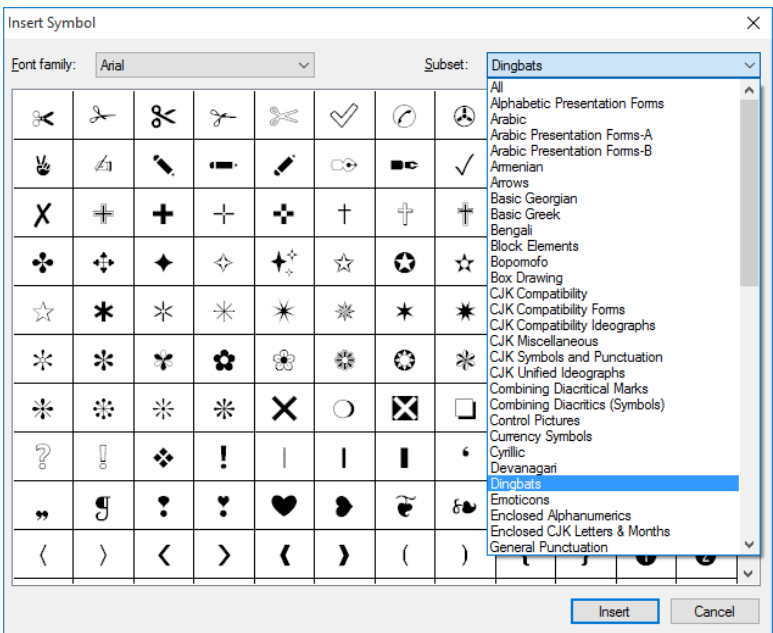 Insert Symbol
Font family: Arial Subset: Dingbats
All
Alphabetic Presentation Forms
Arabic
Arabic Presentation Forms-A
Arabic Presentation Forms-B
Armenian
Arrows
Basic Georgian
Basic Greek
Bengali
Block Elements
Bopomofo
Box Drawing
CJK Compatibility
CJK Compatibility Forms
CJK Compatibility Ideographs
CJK Miscellaneous
CJK Symbols and Punctuation
CJK Unified Ideographs
Combining Diacritical Marks
Combining Diacritics (Symbols)
Control Pictures
Currency Symbols
Cyrillic
Devanagari
Dingbats
Emoticons
Enclosed Alphanumerics
Enclosed CJK Letters & Months
General Punctuation
Insert Cancel